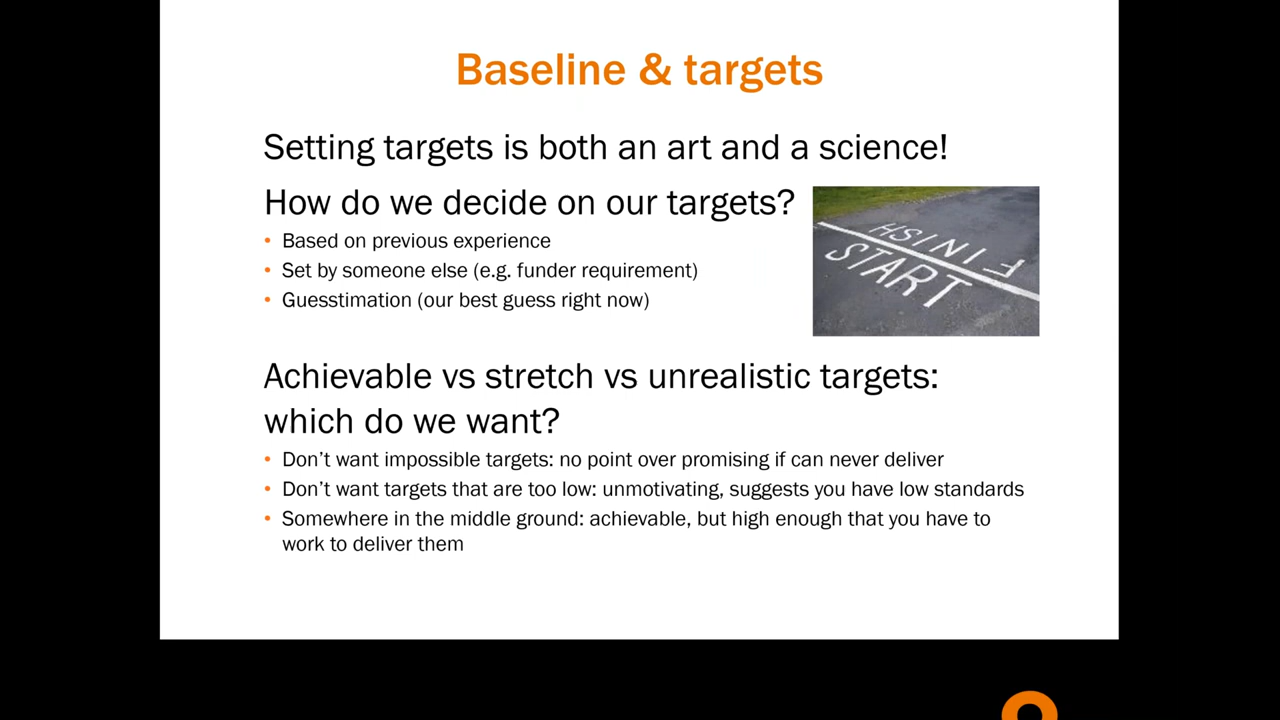 Baseline & targets
Setting targets is both an art and a science!
How do we decide on our targets?
• Based on previous experience
• Set by someone else (e.g. funder requirement)
• Guesstimation (our best guess right now)
FINISH
START
Achievable vs stretch vs unrealistic targets:
which do we want?
• Don’t want impossible targets: no point over promising if can never deliver
• Don’t want targets that are too low: unmotivating, suggests you have low standards
• Somewhere in the middle ground: achievable, but high enough that you have to
work to deliver them